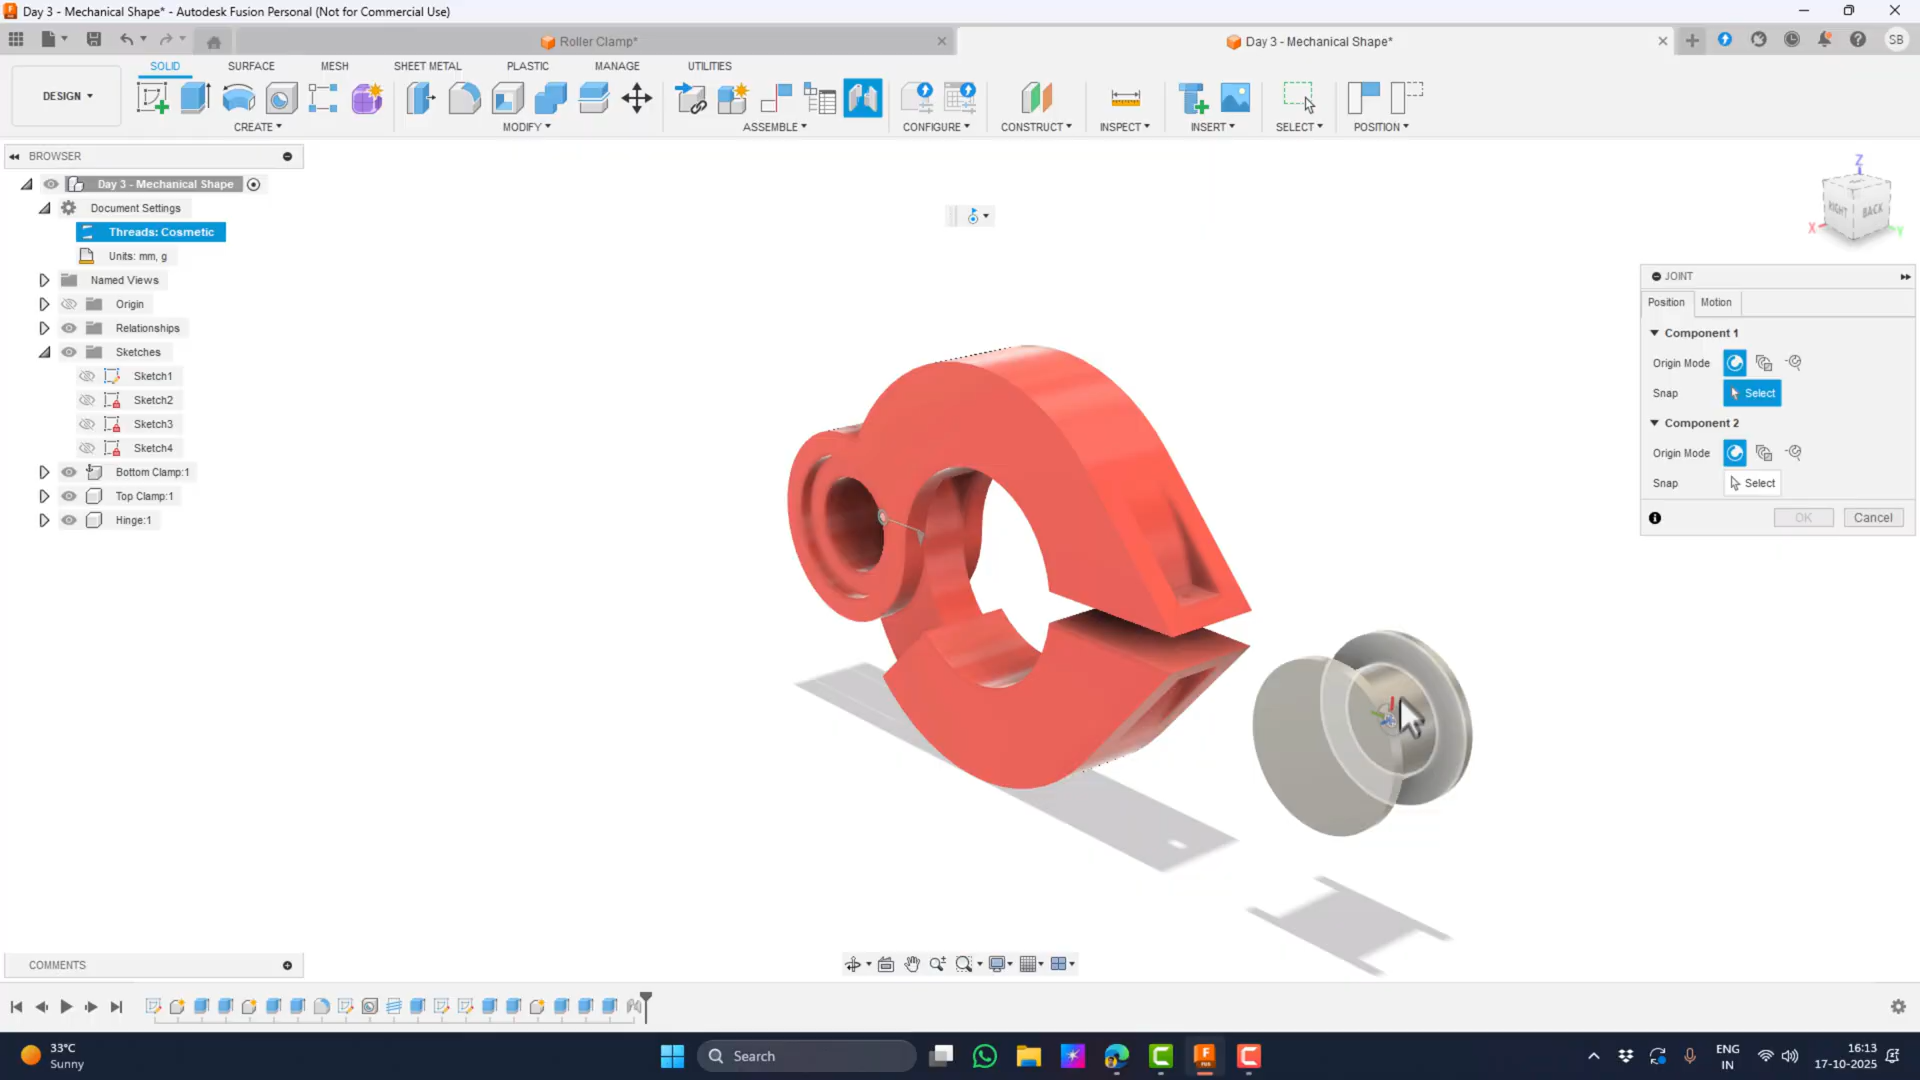 Day 3 - Mechanical Shape* - Autodesk Fusion Personal (Not for Commercial Use)
Roller Clamp*
Day 3 - Mechanical Shape*
SB
DESIGN
SOLID
SURFACE
MESH
SHEET METAL
PLASTIC
MANAGE
UTILITIES
CREATE
MODIFY
ASSEMBLE
CONFIGURE
CONSTRUCT
INSPECT
INSERT
SELECT
POSITION
BROWSER
Day 3 - Mechanical Shape
Document Settings
Threads: Cosmetic
Units: mm, g
Named Views
Origin
Relationships
Sketches
Sketch1
Sketch2
Sketch3
Sketch4
Bottom Clamp:1
Top Clamp:1
Hinge:1
Z
RIGHT
BACK
X
Y
JOINT
Position
Motion
Component 1
Origin Mode
Snap
Select
Component 2
Origin Mode
Snap
Select
OK
Cancel
COMMENTS
33°C
Sunny
Search
ENG
IN
16:13
17-10-2025